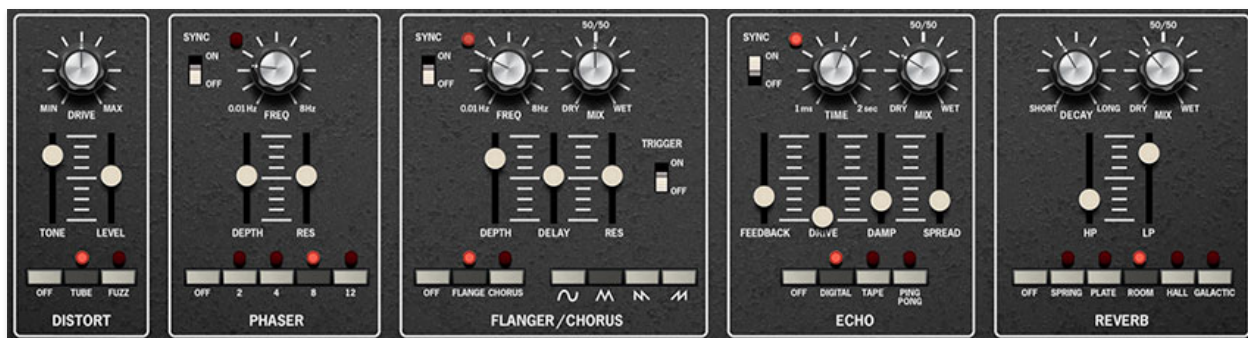 MIN MAX
DRIVE
TONE LEVEL
OFF TUBE FUZZ
DISTORT
SYNC
ON
OFF
0.01Hz 8Hz
FREQ
DEPTH RES
OFF 2 4 8 12
PHASER
SYNC
ON
OFF
0.01Hz 8Hz
FREQ
50/50
DRY WET
MIX
TRIGGER
ON
OFF
DEPTH DELAY RES
OFF FLANGE CHORUS
FLANGER/CHORUS
SYNC
ON
OFF
1 ms 2 sec
TIME
50/50
DRY WET
MIX
FEEDBACK DRIVE DAMP SPREAD
OFF DIGITAL TAPE PING
PONG
ECHO
SHORT LONG
DECAY
50/50
DRY WET
MIX
HP LP
OFF SPRING PLATE ROOM HALL GALACTIC
REVERB